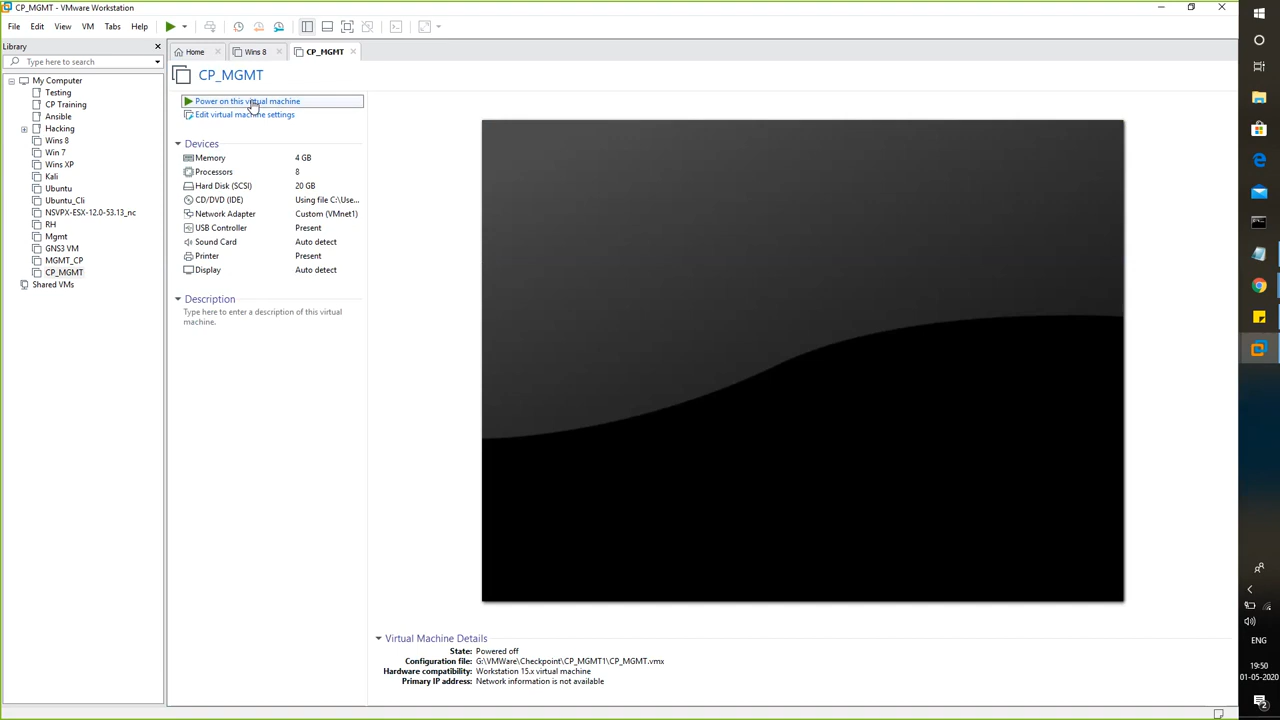 CP_MGMT - VMware Workstation
File Edit View VM Tabs Help
Library
Type here to search
My Computer
Testing
CP Training
Ansible
Hacking
Wins 8
Win 7
Wins XP
Kali
Ubuntu
Ubuntu_Cli
NSVPX-ESX-12.0-53.13_nc
RH
Mgmt
GNS3 VM
MGMT_CP
CP_MGMT
Shared VMs
Home
Wins 8
CP_MGMT
CP_MGMT
Power on this virtual machine
Edit virtual machine settings
Devices
Memory 4 GB
Processors 8
Hard Disk (SCSI) 20 GB
CD/DVD (IDE) Using file C:\Use...
Network Adapter Custom (VMnet1)
USB Controller Present
Sound Card Auto detect
Printer Present
Display Auto detect
Description
Type here to enter a description of this virtual
machine.
Virtual Machine Details
State: Powered off
Configuration file: G:\VMWare\Checkpoint\CP_MGMT1\CP_MGMT.vmx
Hardware compatibility: Workstation 15.x virtual machine
Primary IP address: Network information is not available
ENG
19:50
01-05-2020
2